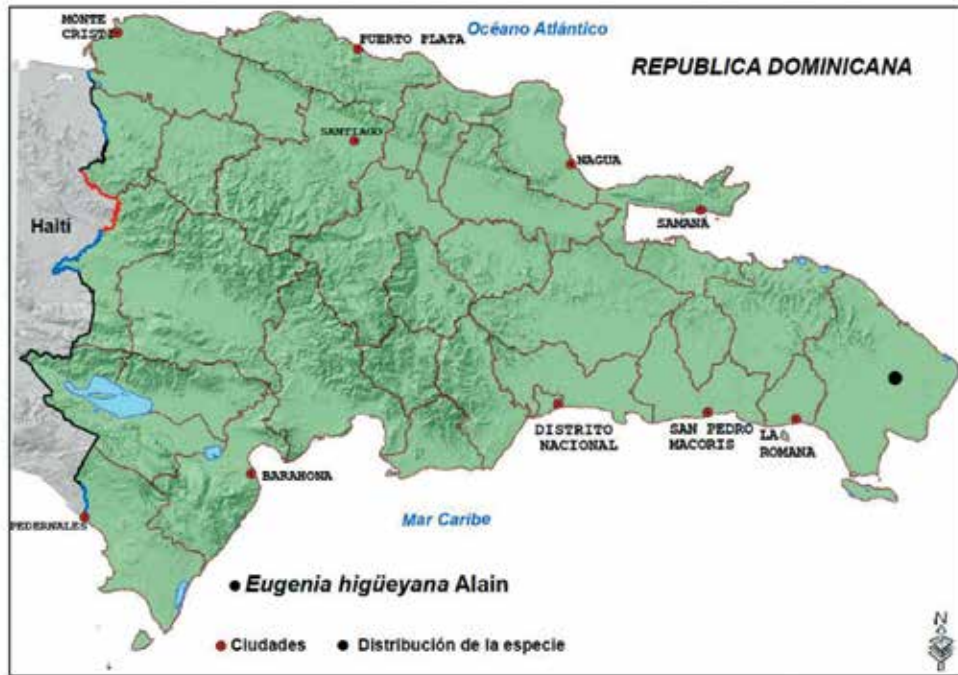 MONTE
CRISTI
PUERTO PLATA
Océano Atlántico
REPUBLICA DOMINICANA
SANTIAGO
NAGUA
Haití
SAMANA
DISTRITO
NACIONAL
SAN PEDRO
MACORIS
LA
ROMANA
BARAHONA
PEDERNALES
Mar Caribe
Eugenia higüeyana Alain
Ciudades
Distribución de la especie
N